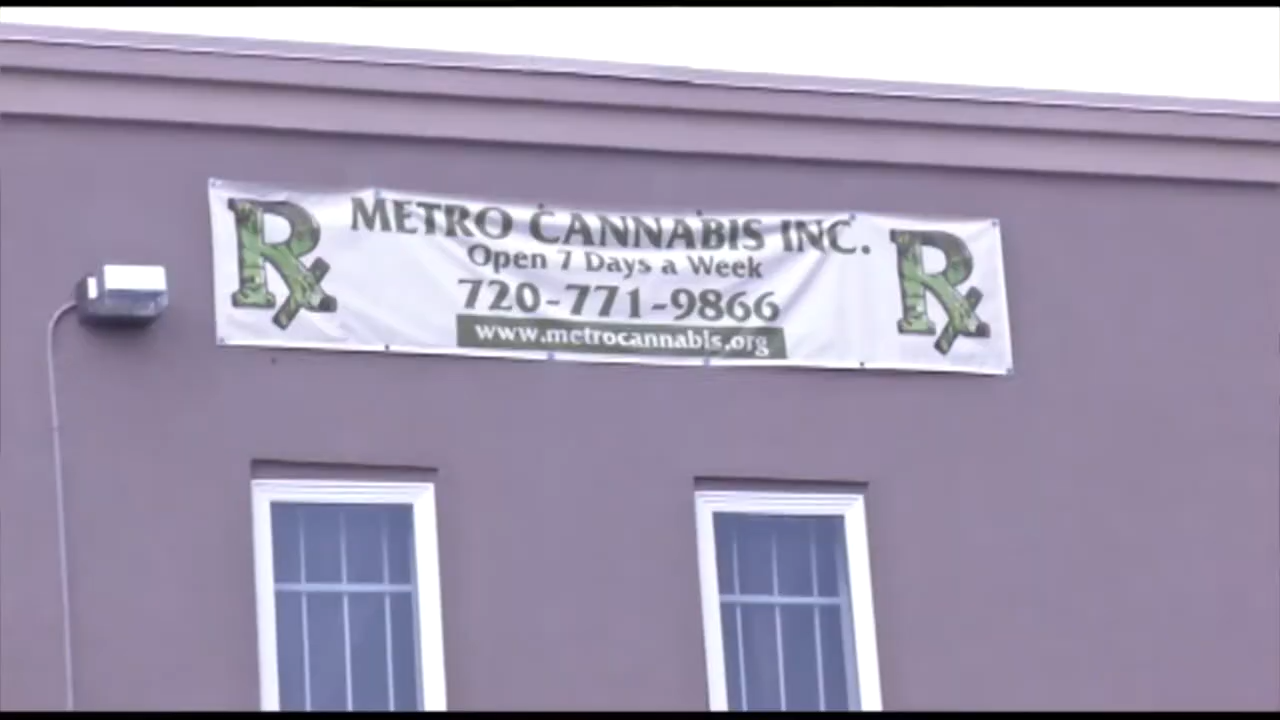 Rx METRO CANNABIS INC. Rx
Open 7 Days a Week
720-771-9866
www.metrocannabis.org